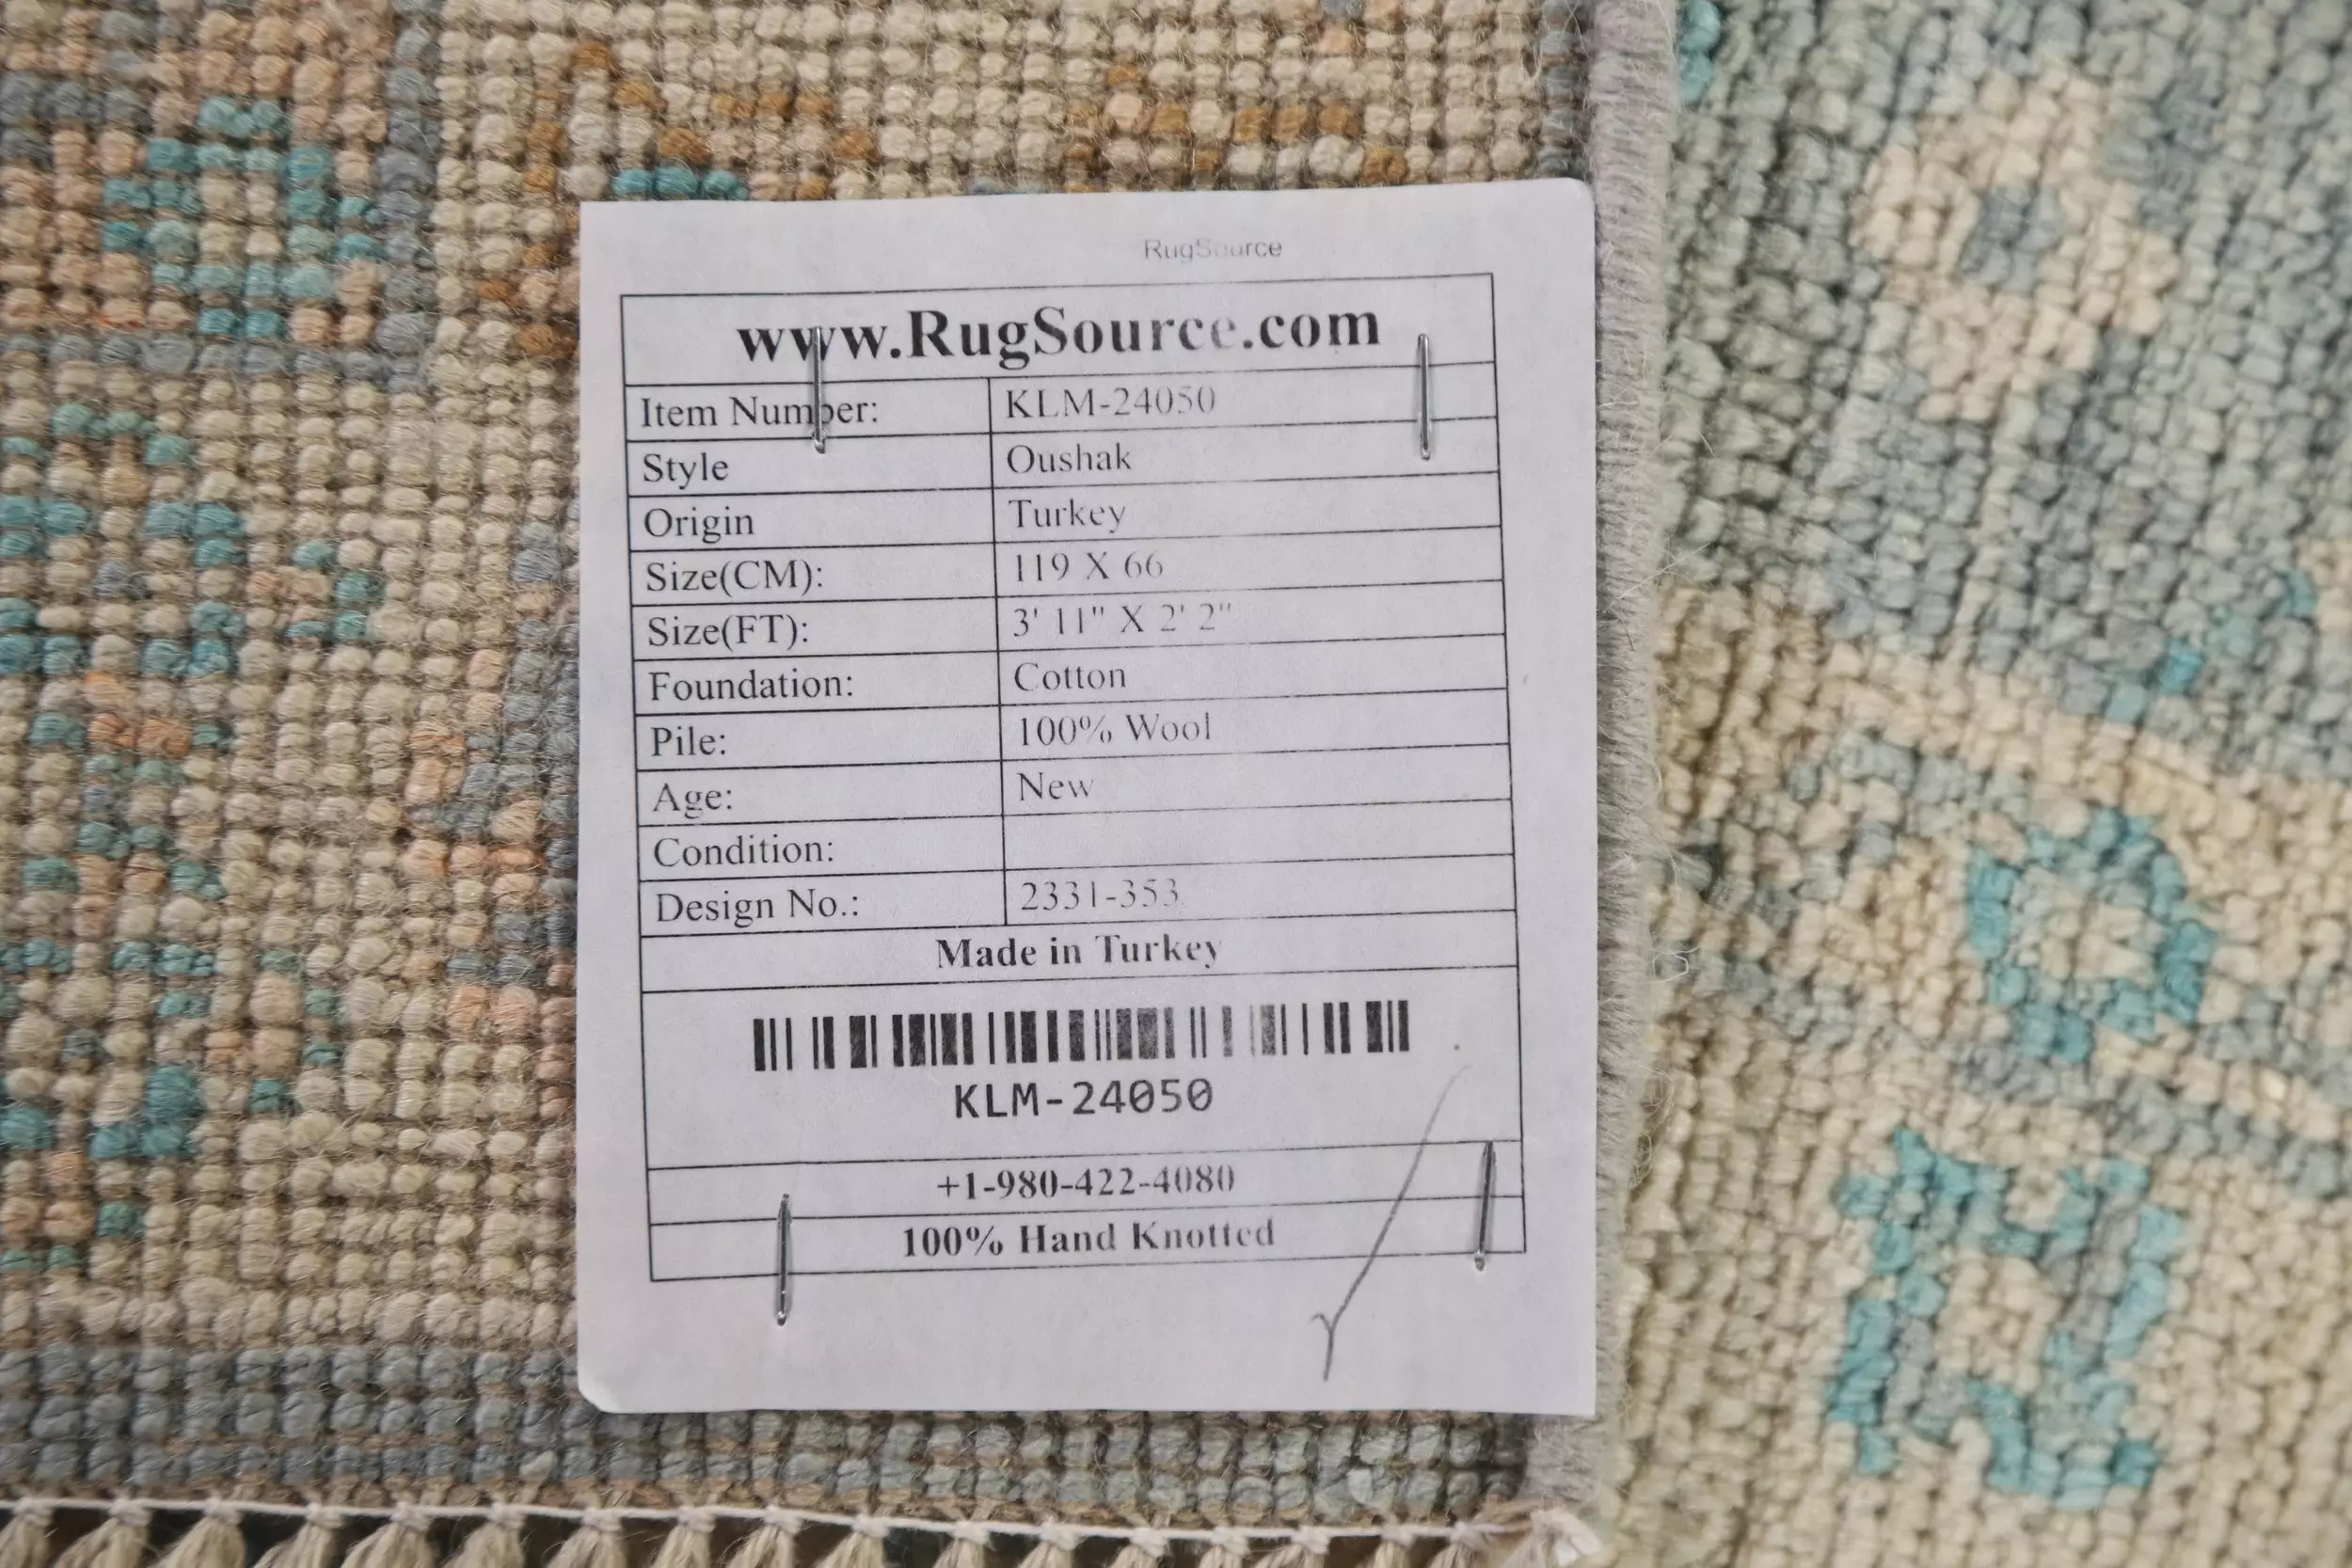 RugSource
www.RugSource.com
Item Number: KLM-24050
Style Oushak
Origin Turkey
Size(CM): 119 X 66
Size(FT): 3' 11" X 2' 2"
Foundation: Cotton
Pile: 100% Wool
Age: New
Condition:
Design No.: 2331-353
Made in Turkey
KLM-24050
+1-980-422-4080
100% Hand Knotted